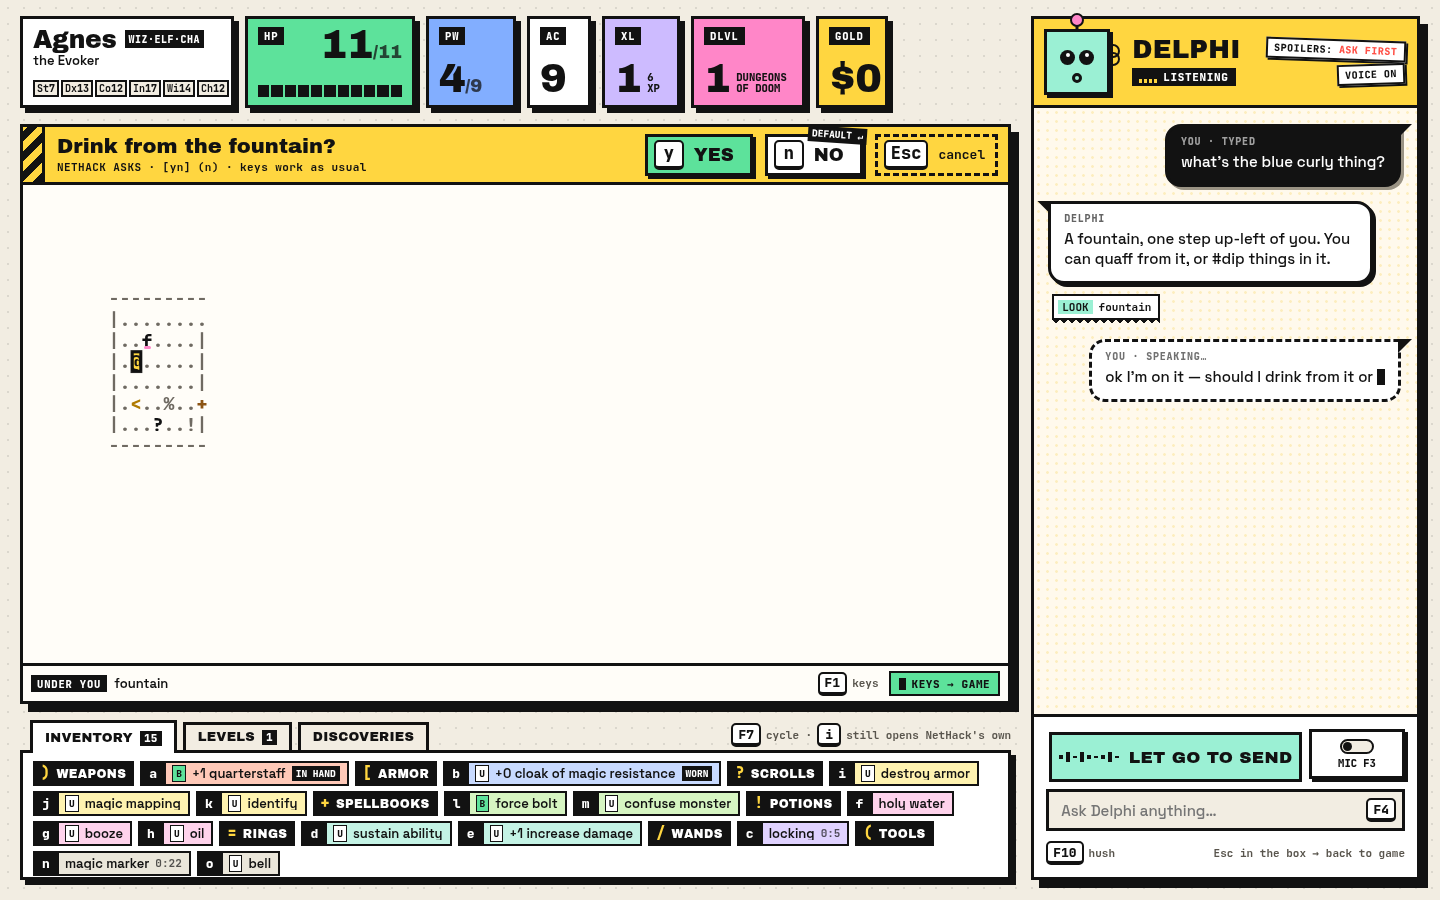 Agnes WIZ·ELF·CHA
the Evoker
St7 Dx13 Co12 In17 Wi14 Ch12
HP 11/11
PW 4/9
AC 9
XL 1 6 XP
DLVL 1 DUNGEONS OF DOOM
GOLD $0
Drink from the fountain?
NETHACK ASKS · [yn] (n) · keys work as usual
y YES
DEFAULT ↵
n NO
Esc cancel
----------
|........
|..f....|
|.@.....|
|.......|
|.<..%..+
|...?..!|
----------
UNDER YOU fountain
F1 keys
KEYS → GAME
INVENTORY 15
LEVELS 1
DISCOVERIES
F7 cycle · i still opens NetHack's own
) WEAPONS a B +1 quarterstaff IN HAND [ ARMOR b U +0 cloak of magic resistance WORN ? SCROLLS i U destroy armor
j U magic mapping k U identify + SPELLBOOKS l B force bolt m U confuse monster ! POTIONS f holy water
g U booze h U oil = RINGS d U sustain ability e U +1 increase damage / WANDS c locking 0:5 ( TOOLS
n magic marker 0:22 o U bell
DELPHI
LISTENING
SPOILERS: ASK FIRST
VOICE ON
YOU · TYPED
what's the blue curly thing?
DELPHI
A fountain, one step up-left of you. You
can quaff from it, or #dip things in it.
LOOK fountain
YOU · SPEAKING…
ok I'm on it — should I drink from it or
LET GO TO SEND
MIC F3
Ask Delphi anything…
F4
F10 hush
Esc in the box → back to game